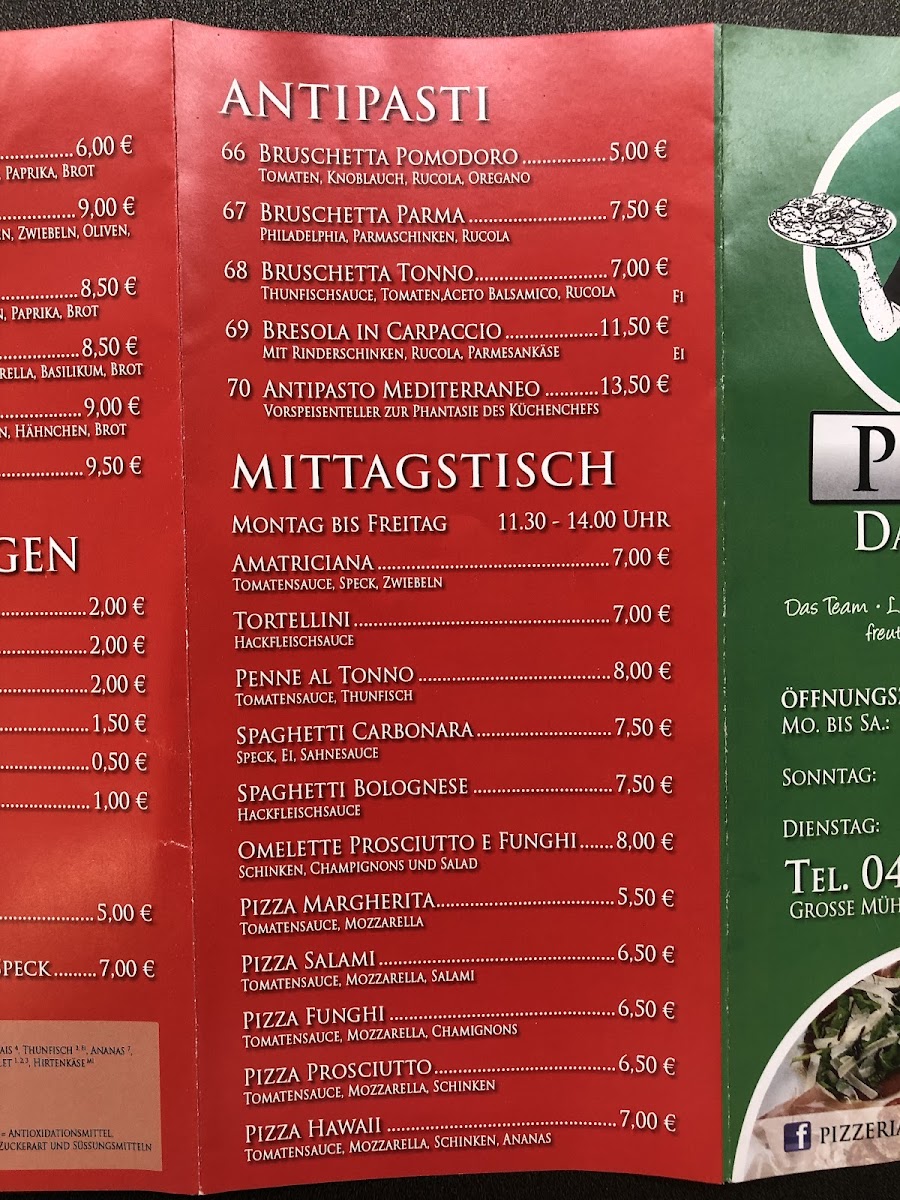 6,00 €
, PAPRIKA, BROT
9,00 €
ZWIEBELN, OLIVEN,
8,50 €
PAPRIKA, BROT
8,50 €
BASILIKUM, BROT
9,00 €
HÄHNCHEN, BROT
9,50 €
GEN
2,00 €
2,00 €
2,00 €
1,50 €
0,50 €
1,00 €
5,00 €
SPECK.........7,00 €
THUNFISCH, ANANAS
HIRTENKÄSE
= ANTIOXIDATIONSMITTEL
ZUCKERART UND SÜSSUNGSMITTELN
ANTIPASTI
66 BRUSCHETTA POMODORO................5,00 €
TOMATEN, KNOBLAUCH, RUCOLA, OREGANO
67 BRUSCHETTA PARMA..........................7,50 €
PHILADELPHIA, PARMASCHINKEN, RUCOLA
68 BRUSCHETTA TONNO.........................7,00 €
THUNFISCHSAUCE, TOMATEN,ACETO BALSAMICO, RUCOLA FI
69 BRESOLA IN CARPACCIO.................11,50 €
MIT RINDERSCHINKEN, RUCOLA, PARMESANKÄSE EI
70 ANTIPASTO MEDITERRANEO..........13,50 €
VORSPEISENTELLER ZUR PHANTASIE DES KÜCHENCHEFS
MITTAGSTISCH
MONTAG BIS FREITAG 11.30 - 14.00 UHR
AMATRICIANA............................................7,00 €
TOMATENSAUCE, SPECK, ZWIEBELN
TORTELLINI................................................7,00 €
HACKFLEISCHSAUCE
PENNE AL TONNO....................................8,00 €
TOMATENSAUCE, THUNFISCH
SPAGHETTI CARBONARA.........................7,50 €
SPECK, EI, SAHNESAUCE
SPAGHETTI BOLOGNESE..........................7,50 €
HACKFLEISCHSAUCE
OMELETTE PROSCIUTTO E FUNGHI.......8,00 €
SCHINKEN, CHAMPIGNONS UND SALAD
PIZZA MARGHERITA.................................5,50 €
TOMATENSAUCE, MOZZARELLA
PIZZA SALAMI............................................6,50 €
TOMATENSAUCE, MOZZARELLA, SALAMI
PIZZA FUNGHI..........................................6,50 €
TOMATENSAUCE, MOZZARELLA, CHAMIGNONS
PIZZA PROSCIUTTO..................................6,50 €
TOMATENSAUCE, MOZZARELLA, SCHINKEN
PIZZA HAWAII...........................................7,00 €
TOMATENSAUCE, MOZZARELLA, SCHINKEN, ANANAS
P
DA
Das Team · L
freut
ÖFFNUNGSZ
MO. BIS SA.:
SONNTAG:
DIENSTAG:
TEL. 04
GROSSE MÜH
f PIZZERIA